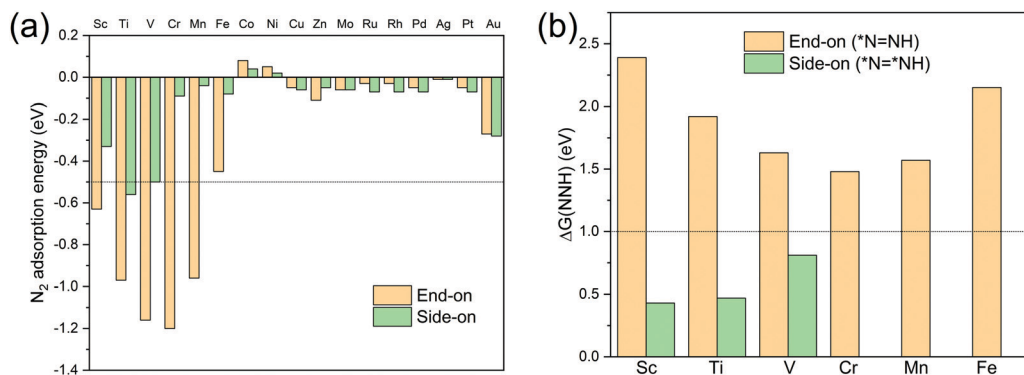 (a)
Sc Ti V Cr Mn Fe Co Ni Cu Zn Mo Ru Rh Pd Ag Pt Au
0.2
0.0
-0.2
-0.4
-0.6
-0.8
-1.0
-1.2
-1.4
N2 adsorption energy (eV)
End-on
Side-on
(b)
End-on (*N=NH)
Side-on (*N=*NH)
2.5
2.0
1.5
1.0
0.5
0.0
ΔG(NNH) (eV)
Sc Ti V Cr Mn Fe